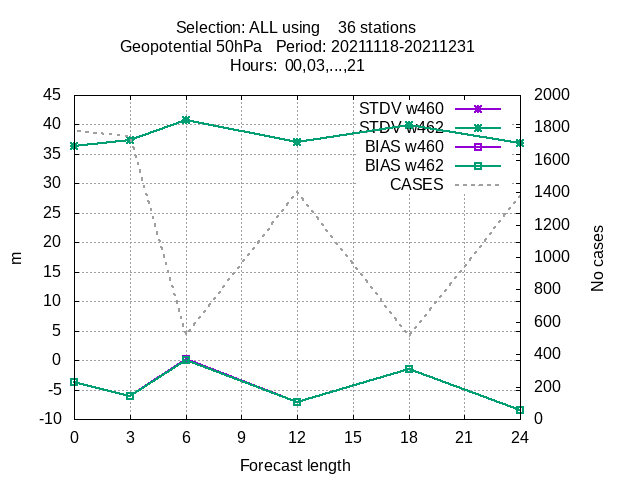 Selection: ALL using    36 stations
Geopotential 50hPa   Period: 20211118-20211231
Hours:  00,03,...,21
45 2000
40 1800
35 1600
30 1400
25 1200
20 1000
15 800
10 600
5 400
0 200
-5 0
-10
m
No cases
STDV w460
STDV w462
BIAS w460
BIAS w462
CASES
0 3 6 9 12 15 18 21 24
Forecast length